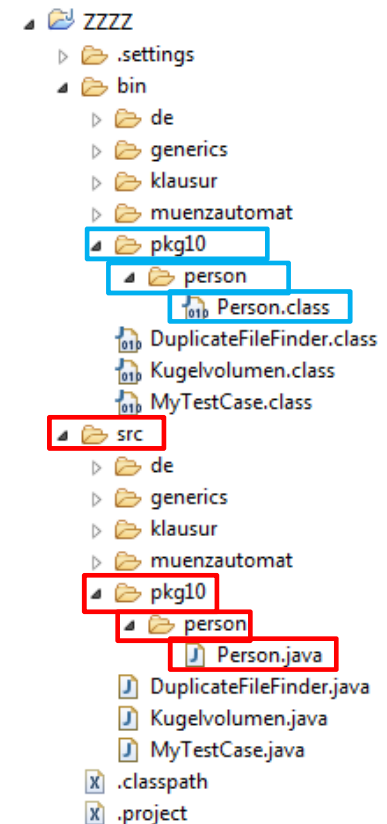 ZZZZ
.settings
bin
de
generics
klausur
muenzautomat
pkg10
person
Person.class
DuplicateFileFinder.class
Kugelvolumen.class
MyTestCase.class
src
de
generics
klausur
muenzautomat
pkg10
person
Person.java
DuplicateFileFinder.java
Kugelvolumen.java
MyTestCase.java
.classpath
.project